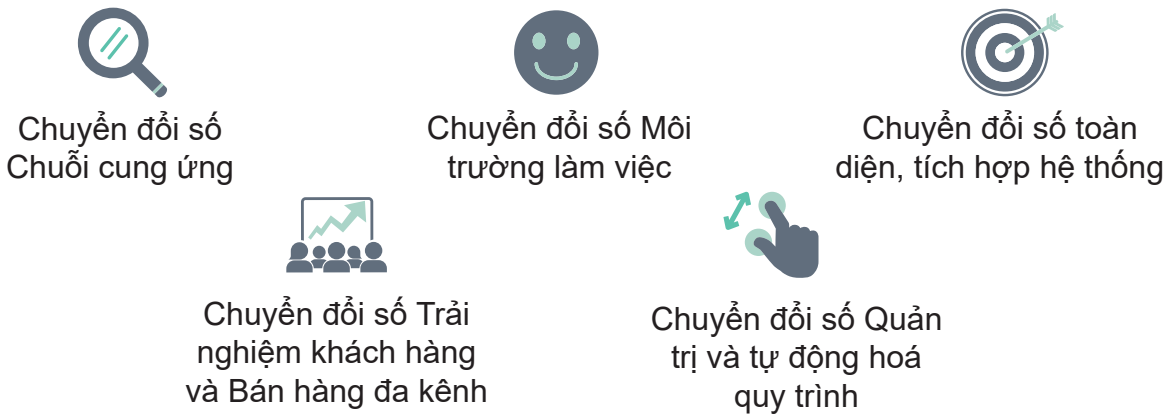 Chuyển đổi số
Chuỗi cung ứng
Chuyển đổi số Môi
trường làm việc
Chuyển đổi số toàn
diện, tích hợp hệ thống
Chuyển đổi số Trải
nghiệm khách hàng
và Bán hàng đa kênh
Chuyển đổi số Quản
trị và tự động hoá
quy trình